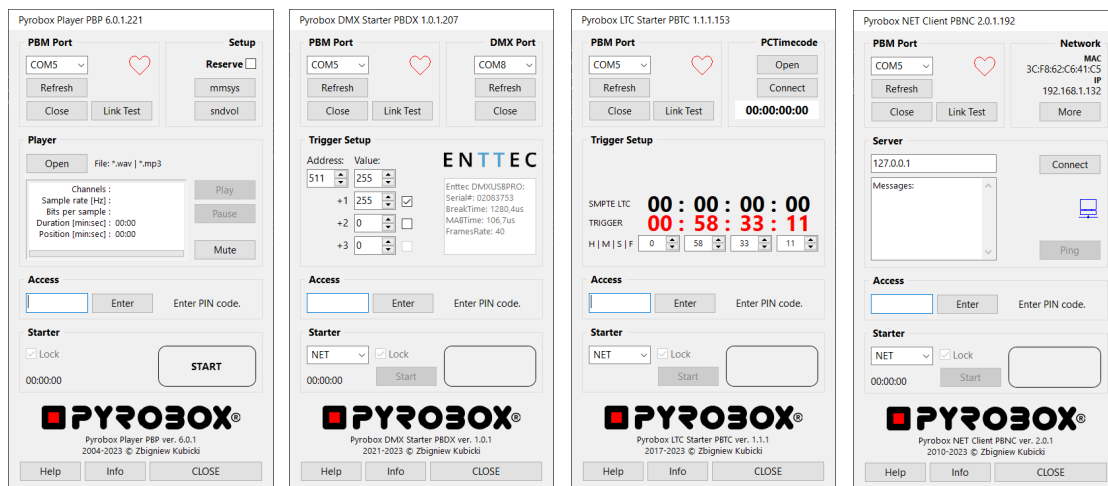 Pyrobox Player PBP 6.0.1.221
PBM Port
Setup
COM5
Reserve
Refresh
mmsys
Close
Link Test
sndvol
Player
Open
File: *.wav | *.mp3
Channels :
Sample rate [Hz] :
Bits per sample :
Duration [min:sec] : 00:00
Position [min:sec] : 00:00
Play
Pause
Mute
Access
Enter
Enter PIN code.
Starter
Lock
START
00:00:00
PYROBOX®
Pyrobox Player PBP ver. 6.0.1
2004-2023 © Zbigniew Kubicki
Help
Info
CLOSE
Pyrobox DMX Starter PBDX 1.0.1.207
PBM Port
DMX Port
COM5
COM8
Refresh
Refresh
Close
Link Test
Close
Trigger Setup
Address:
Value:
511
255
+1
255
+2
0
+3
0
ENTTEC
Enttec DMXUSBPRO:
Serial#: 02083753
BreakTime: 1280,4us
MABTime: 106,7us
FramesRate: 40
Access
Enter
Enter PIN code.
Starter
NET
Lock
00:00:00
Start
PYROBOX®
Pyrobox DMX Starter PBDX ver. 1.0.1
2021-2023 © Zbigniew Kubicki
Help
Info
CLOSE
Pyrobox LTC Starter PBTC 1.1.1.153
PBM Port
PCTimecode
COM5
Open
Refresh
Connect
Close
Link Test
00:00:00:00
Trigger Setup
SMPTE LTC 00 : 00 : 00 : 00
TRIGGER 00 : 58 : 33 : 11
H | M | S | F 0 58 33 11
Access
Enter
Enter PIN code.
Starter
NET
Lock
Start
PYROBOX®
Pyrobox LTC Starter PBTC ver. 1.1.1
2017-2023 © Zbigniew Kubicki
Help
Info
CLOSE
Pyrobox NET Client PBNC 2.0.1.192
PBM Port
Network
COM5
MAC
3C:F8:62:C6:41:C5
IP
192.168.1.132
Refresh
Close
Link Test
More
Server
127.0.0.1
Connect
Messages:
Ping
Access
Enter
Enter PIN code.
Starter
NET
Lock
00:00:00
Start
PYROBOX®
Pyrobox NET Client PBNC ver. 2.0.1
2010-2023 © Zbigniew Kubicki
Help
Info
CLOSE